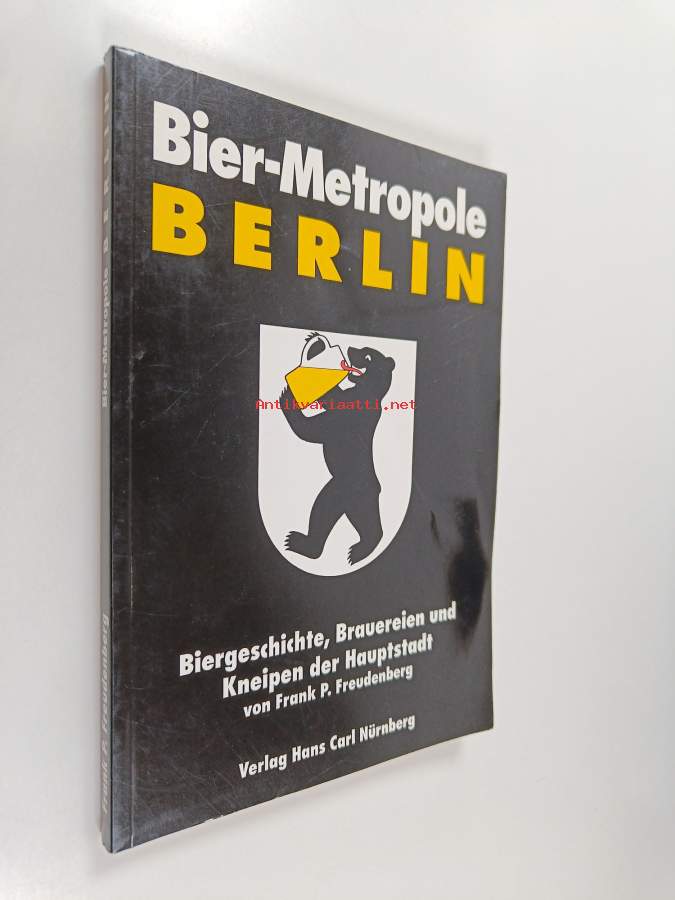 Bier-Metropole
BERLIN
Antikvariaatti.net
Biergeschichte, Brauereien und
Kneipen der Hauptstadt
von Frank P. Freudenberg
Verlag Hans Carl Nürnberg
Frank P. Freudenberg Bier-Metropole BERLIN